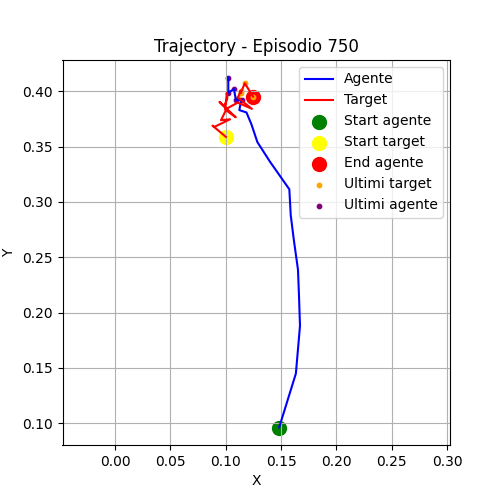 Trajectory - Episodio 750
Agente
Target
Start agente
Start target
End agente
Ultimi target
Ultimi agente
0.40
0.35
0.30
0.25
0.20
0.15
0.10
Y
0.00 0.05 0.10 0.15 0.20 0.25 0.30
X